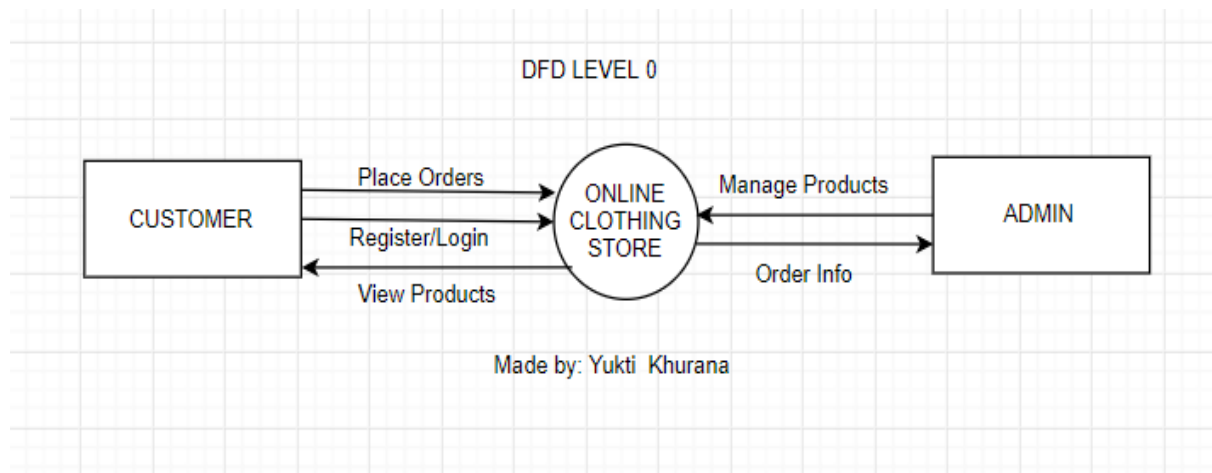 DFD LEVEL 0
CUSTOMER
Place Orders
Register/Login
View Products
ONLINE
CLOTHING
STORE
Manage Products
Order Info
ADMIN
Made by: Yukti Khurana